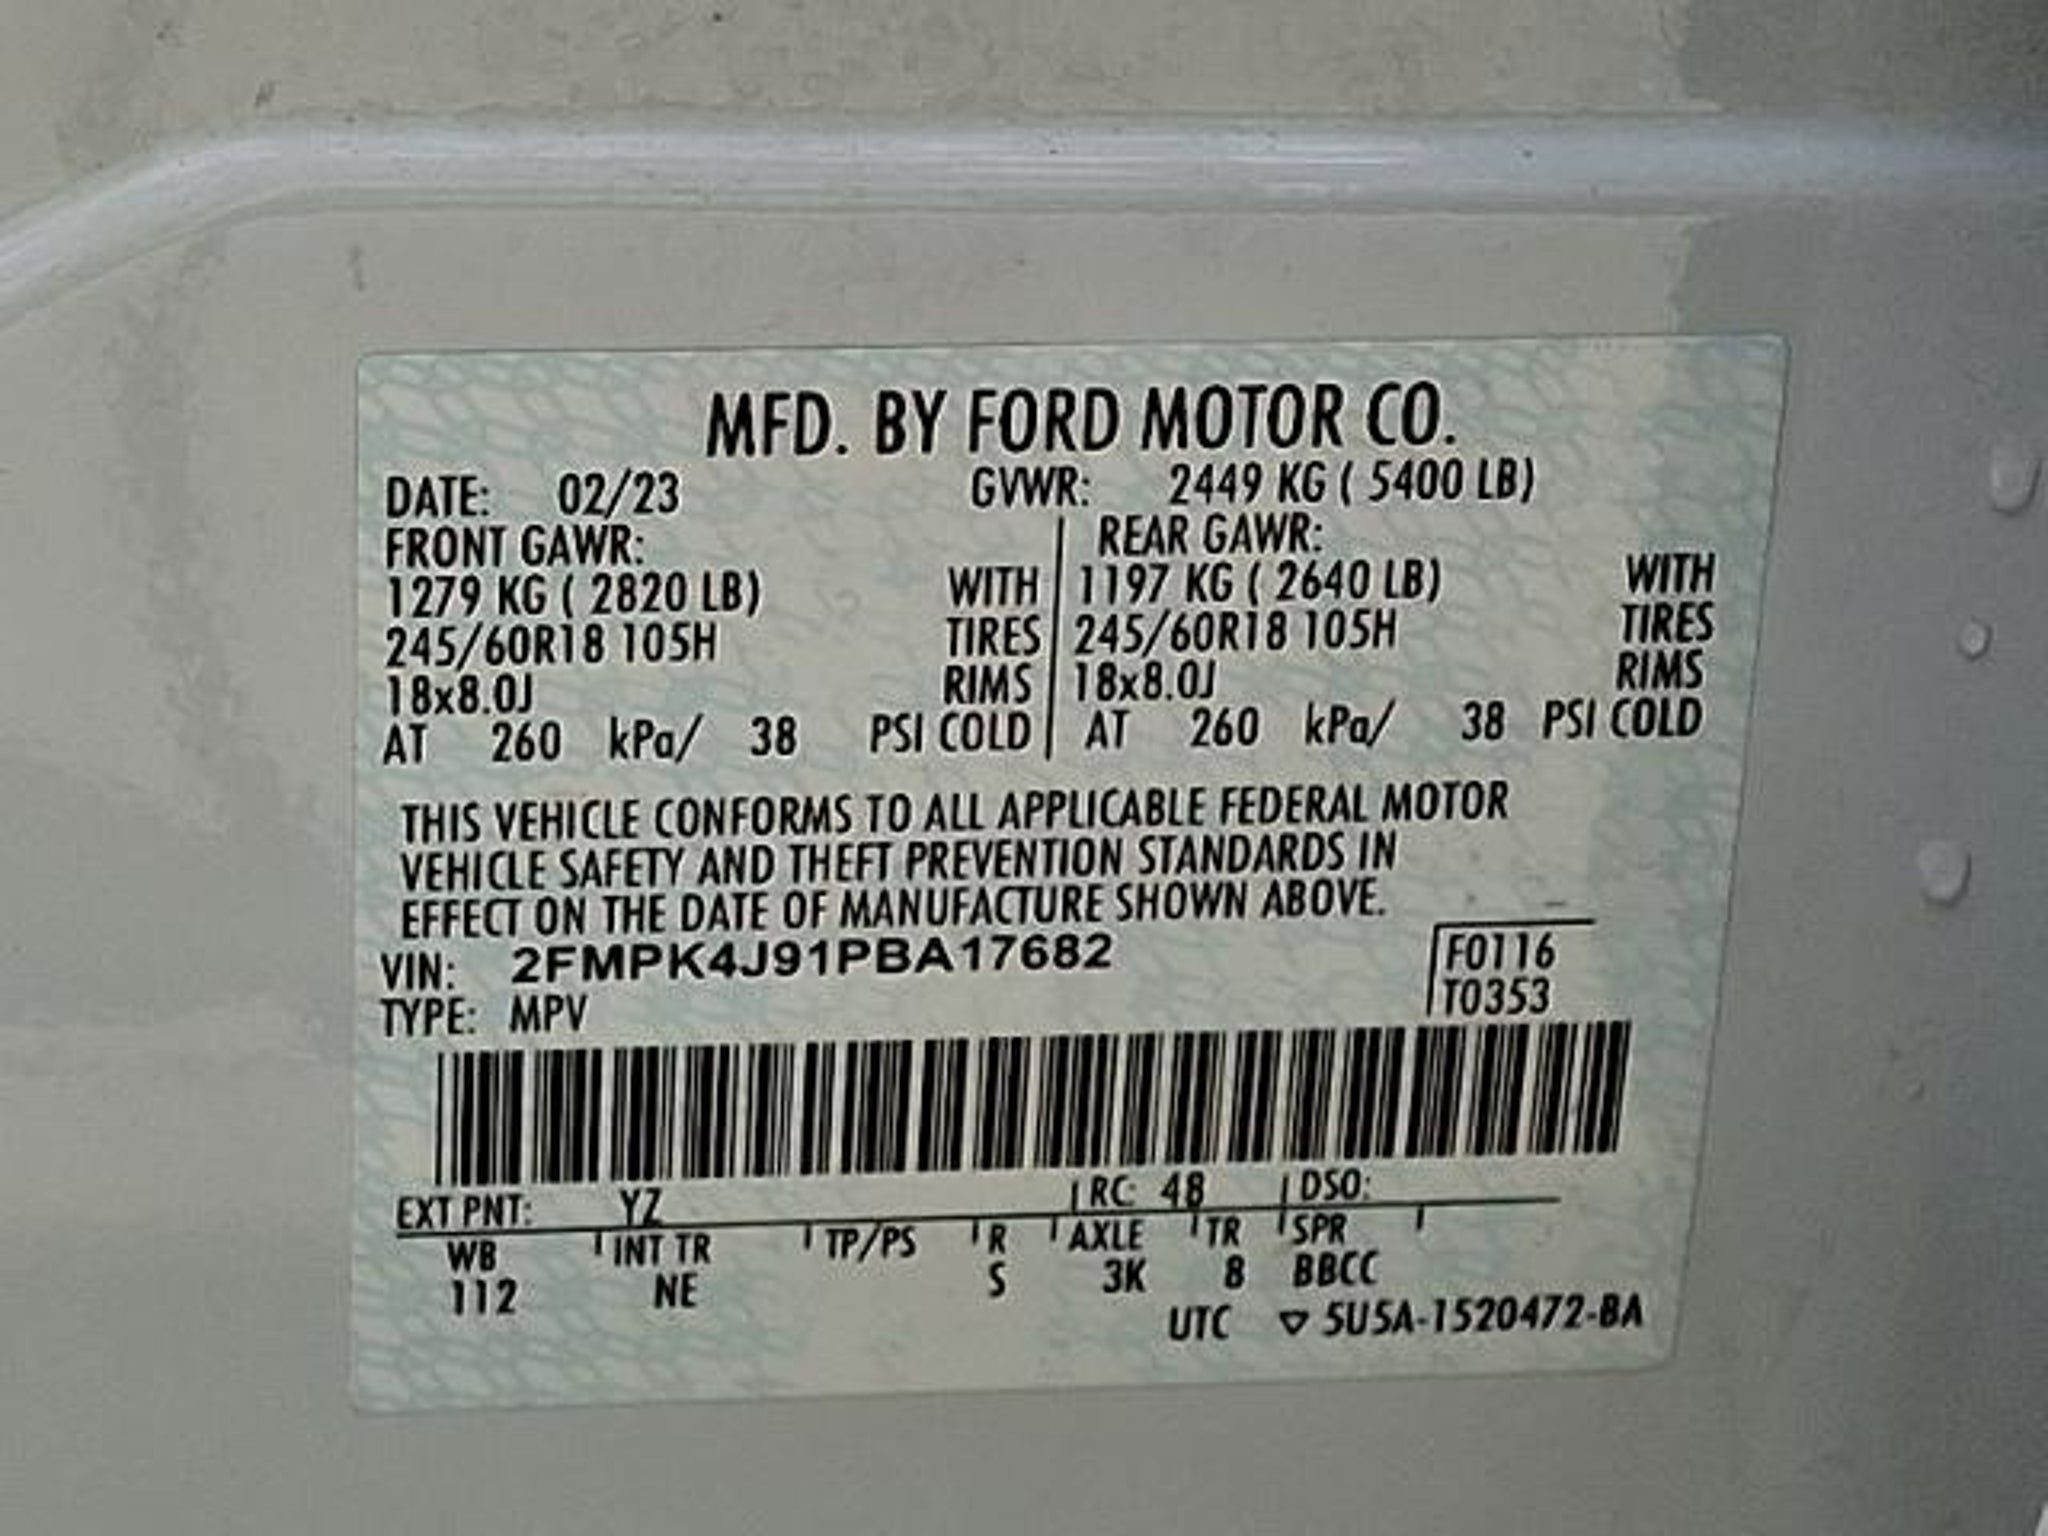 MFD. BY FORD MOTOR CO.
DATE: 02/23 GVWR: 2449 KG ( 5400 LB)
FRONT GAWR: REAR GAWR:
1279 KG ( 2820 LB) WITH 1197 KG ( 2640 LB) WITH
245/60R18 105H TIRES 245/60R18 105H TIRES
18x8.0J RIMS 18x8.0J RIMS
AT 260 kPa/ 38 PSI COLD AT 260 kPa/ 38 PSI COLD
THIS VEHICLE CONFORMS TO ALL APPLICABLE FEDERAL MOTOR
VEHICLE SAFETY AND THEFT PREVENTION STANDARDS IN
EFFECT ON THE DATE OF MANUFACTURE SHOWN ABOVE.
VIN: 2FMPK4J91PBA17682 F0116
TYPE: MPV T0353
EXT PNT: YZ RC: 48 DSO:
WB INT TR TP/PS R AXLE TR SPR
112 NE S 3K 8 BBCC
UTC ▽ 5U5A-1520472-BA